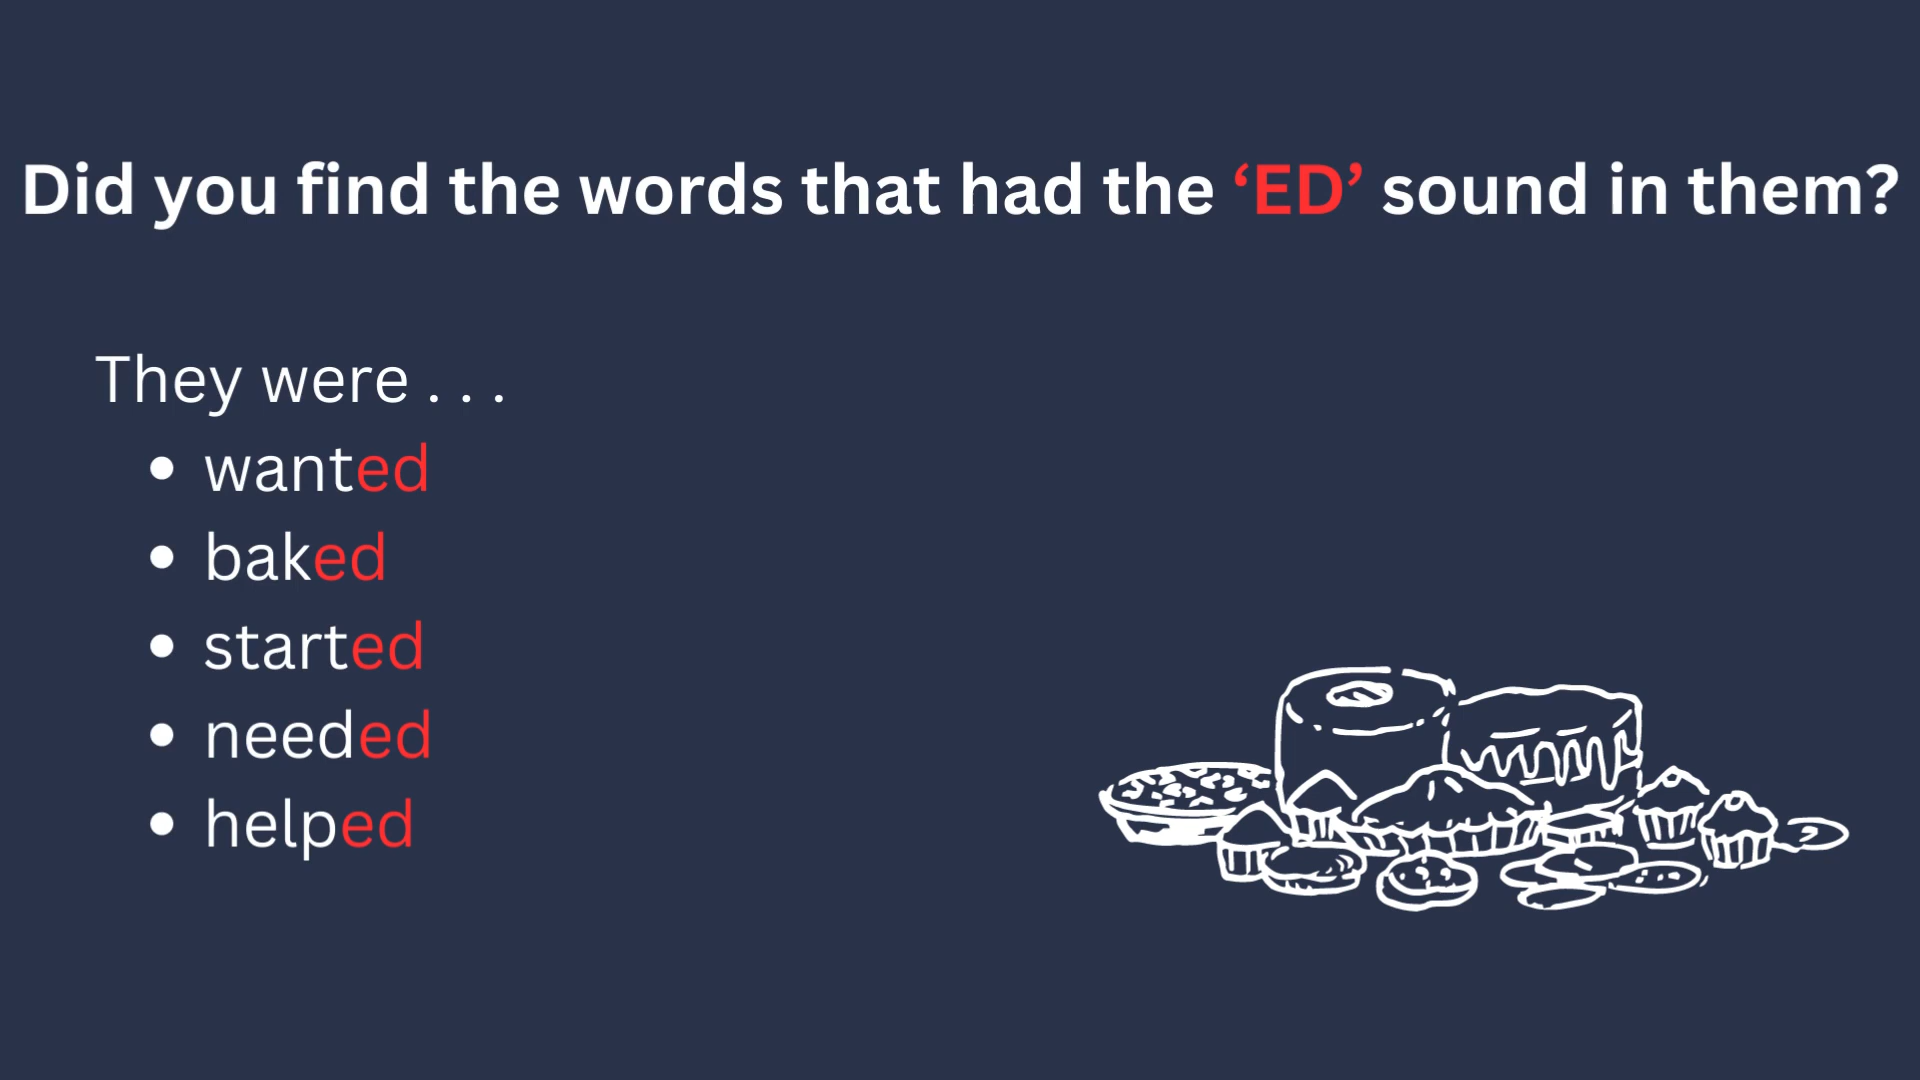 Did you find the words that had the ‘ED’ sound in them?
They were . . .
• wanted
• baked
• started
• needed
• helped